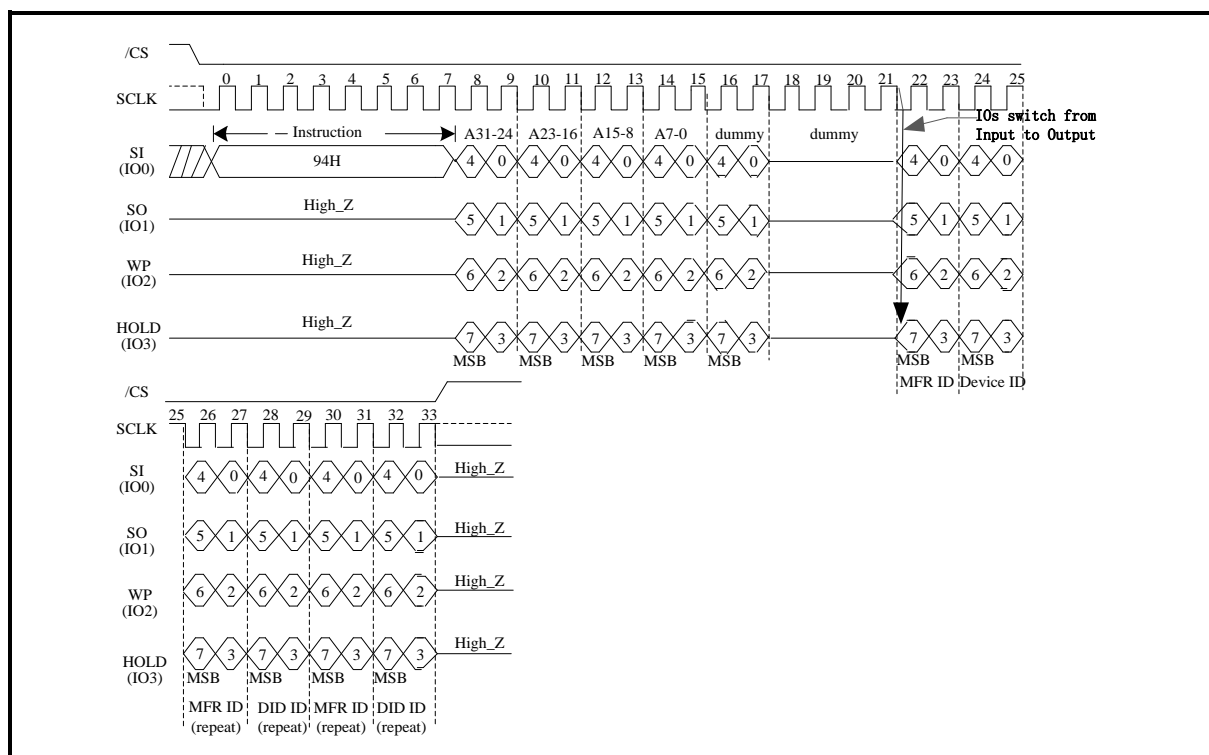 /CS
0 1 2 3 4 5 6 7 8 9 10 11 12 13 14 15 16 17 18 19 20 21 22 23 24 25
SCLK
IOs switch from
Input to Output
Instruction A31-24 A23-16 A15-8 A7-0 dummy dummy
SI
(IO0)
94H 4 0 4 0 4 0 4 0 4 0 4 0 4 0
SO
(IO1)
High_Z 5 1 5 1 5 1 5 1 5 1 5 1 5 1
WP
(IO2)
High_Z 6 2 6 2 6 2 6 2 6 2 6 2 6 2
HOLD
(IO3)
High_Z 7 3 7 3 7 3 7 3 7 3 7 3 7 3
MSB MSB MSB MSB MSB MSB MSB
MFR ID Device ID
/CS
25 26 27 28 29 30 31 32 33
SCLK
SI
(IO0)
4 0 4 0 4 0 4 0 High_Z
SO
(IO1)
5 1 5 1 5 1 5 1 High_Z
WP
(IO2)
6 2 6 2 6 2 6 2 High_Z
HOLD
(IO3)
7 3 7 3 7 3 7 3 High_Z
MSB MSB MSB MSB
MFR ID DID ID MFR ID DID ID
(repeat) (repeat) (repeat) (repeat)